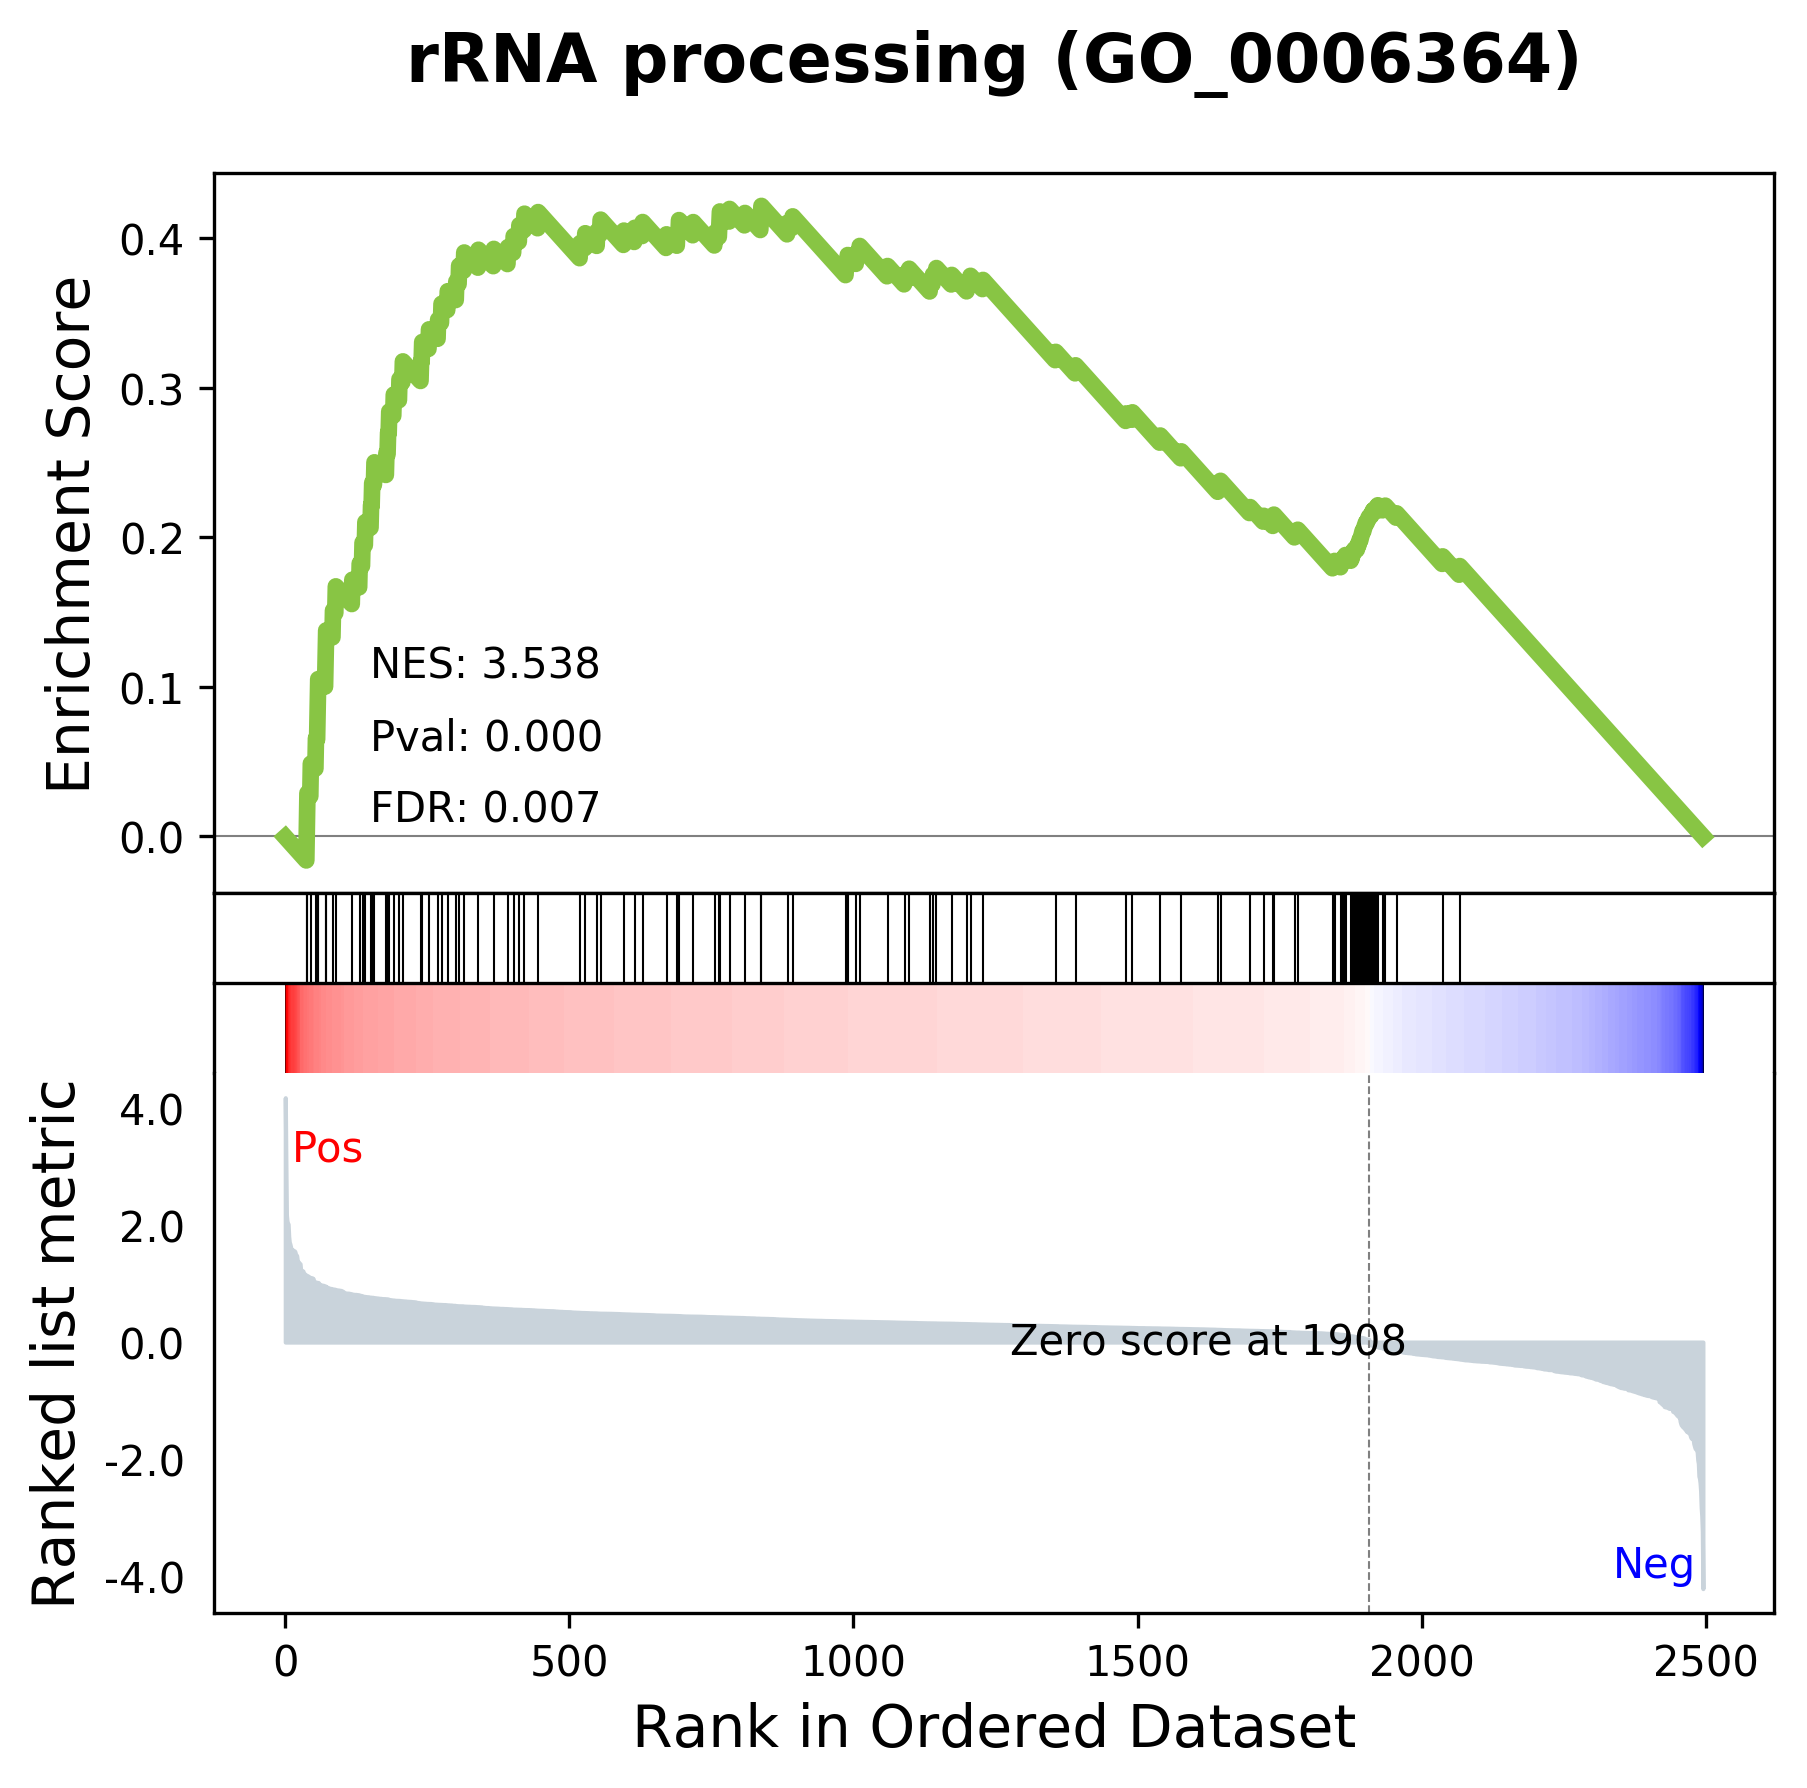 rRNA processing (GO_0006364)
Enrichment Score
0.4
0.3
0.2
0.1
0.0
NES: 3.538
Pval: 0.000
FDR: 0.007
Ranked list metric
4.0
2.0
0.0
-2.0
-4.0
Pos
Zero score at 1908
Neg
0 500 1000 1500 2000 2500
Rank in Ordered Dataset